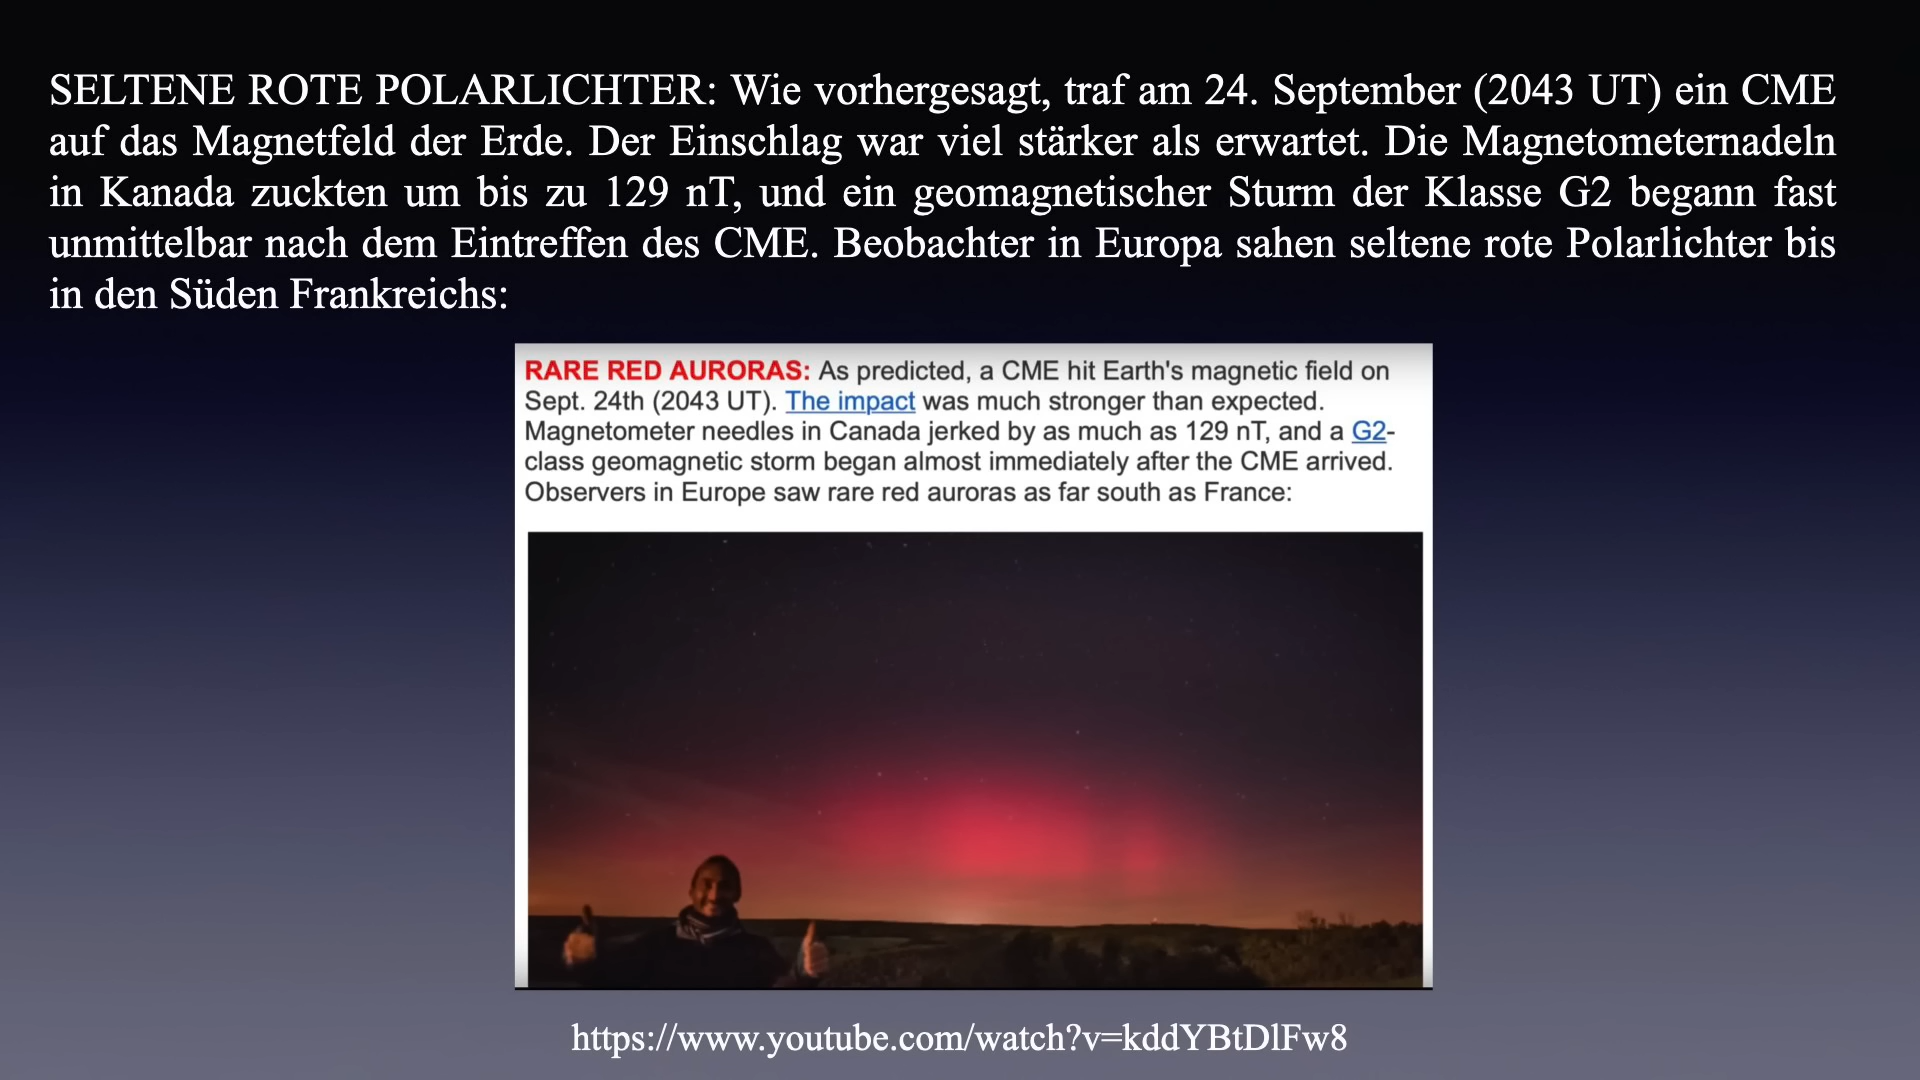 SELTENE ROTE POLARLICHTER: Wie vorhergesagt, traf am 24. September (2043 UT) ein CME
auf das Magnetfeld der Erde. Der Einschlag war viel stärker als erwartet. Die Magnetometernadeln
in Kanada zuckten um bis zu 129 nT, und ein geomagnetischer Sturm der Klasse G2 begann fast
unmittelbar nach dem Eintreffen des CME. Beobachter in Europa sahen seltene rote Polarlichter bis
in den Süden Frankreichs:
RARE RED AURORAS: As predicted, a CME hit Earth's magnetic field on
Sept. 24th (2043 UT). The impact was much stronger than expected.
Magnetometer needles in Canada jerked by as much as 129 nT, and a G2-
class geomagnetic storm began almost immediately after the CME arrived.
Observers in Europe saw rare red auroras as far south as France:
https://www.youtube.com/watch?v=kddYBtDlFw8